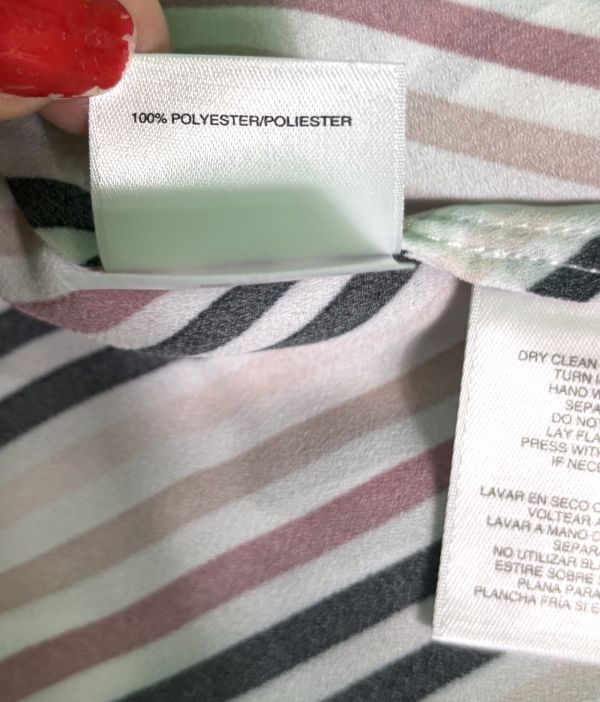 100% POLYESTER/POLIESTER
DRY CLEAN
TURN
HAND
DO NOT
LAY
PRESS
IF
LAVAR EN SECO
VOLTEAR
LAVAR A MANO
NO UTILIZAR
ESTIRE SOBRE
PLANA PARA
PLANCHA FRIA SI